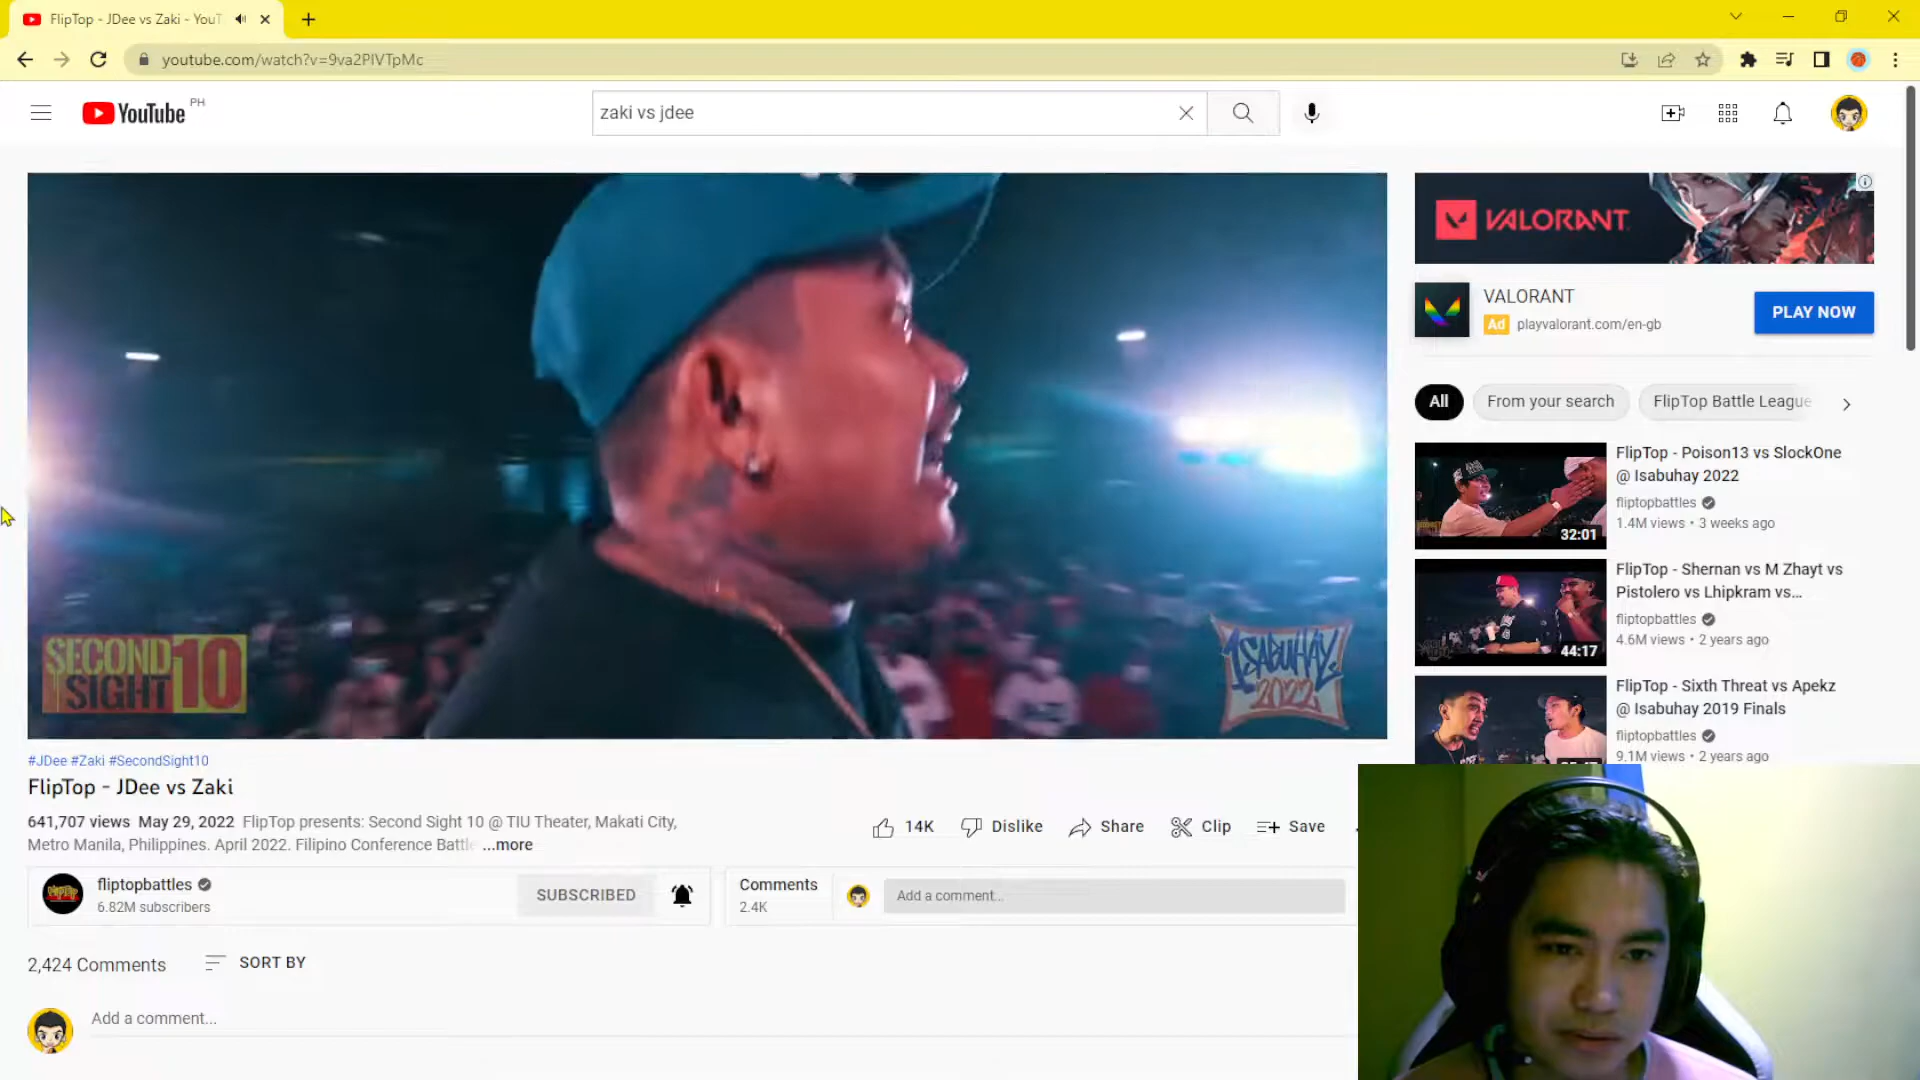 FlipTop - JDee vs Zaki - YouT
youtube.com/watch?v=9va2PlVTpMc
YouTube PH
zaki vs jdee
VALORANT
VALORANT
Ad playvalorant.com/en-gb
PLAY NOW
All
From your search
FlipTop Battle League
FlipTop - Poison13 vs SlockOne
@ Isabuhay 2022
fliptopbattles
1.4M views • 3 weeks ago
32:01
FlipTop - Shernan vs M Zhayt vs
Pistolero vs Lhipkram vs...
fliptopbattles
4.6M views • 2 years ago
44:17
FlipTop - Sixth Threat vs Apekz
@ Isabuhay 2019 Finals
fliptopbattles
9.1M views • 2 years ago
SECOND
SIGHT 10
ISABUHAY
2022
#JDee #Zaki #SecondSight10
FlipTop - JDee vs Zaki
641,707 views May 29, 2022 FlipTop presents: Second Sight 10 @ TIU Theater, Makati City,
Metro Manila, Philippines. April 2022. Filipino Conference Battle ...more
14K
Dislike
Share
Clip
Save
fliptopbattles
6.82M subscribers
SUBSCRIBED
Comments
2.4K
Add a comment...
2,424 Comments
SORT BY
Add a comment...